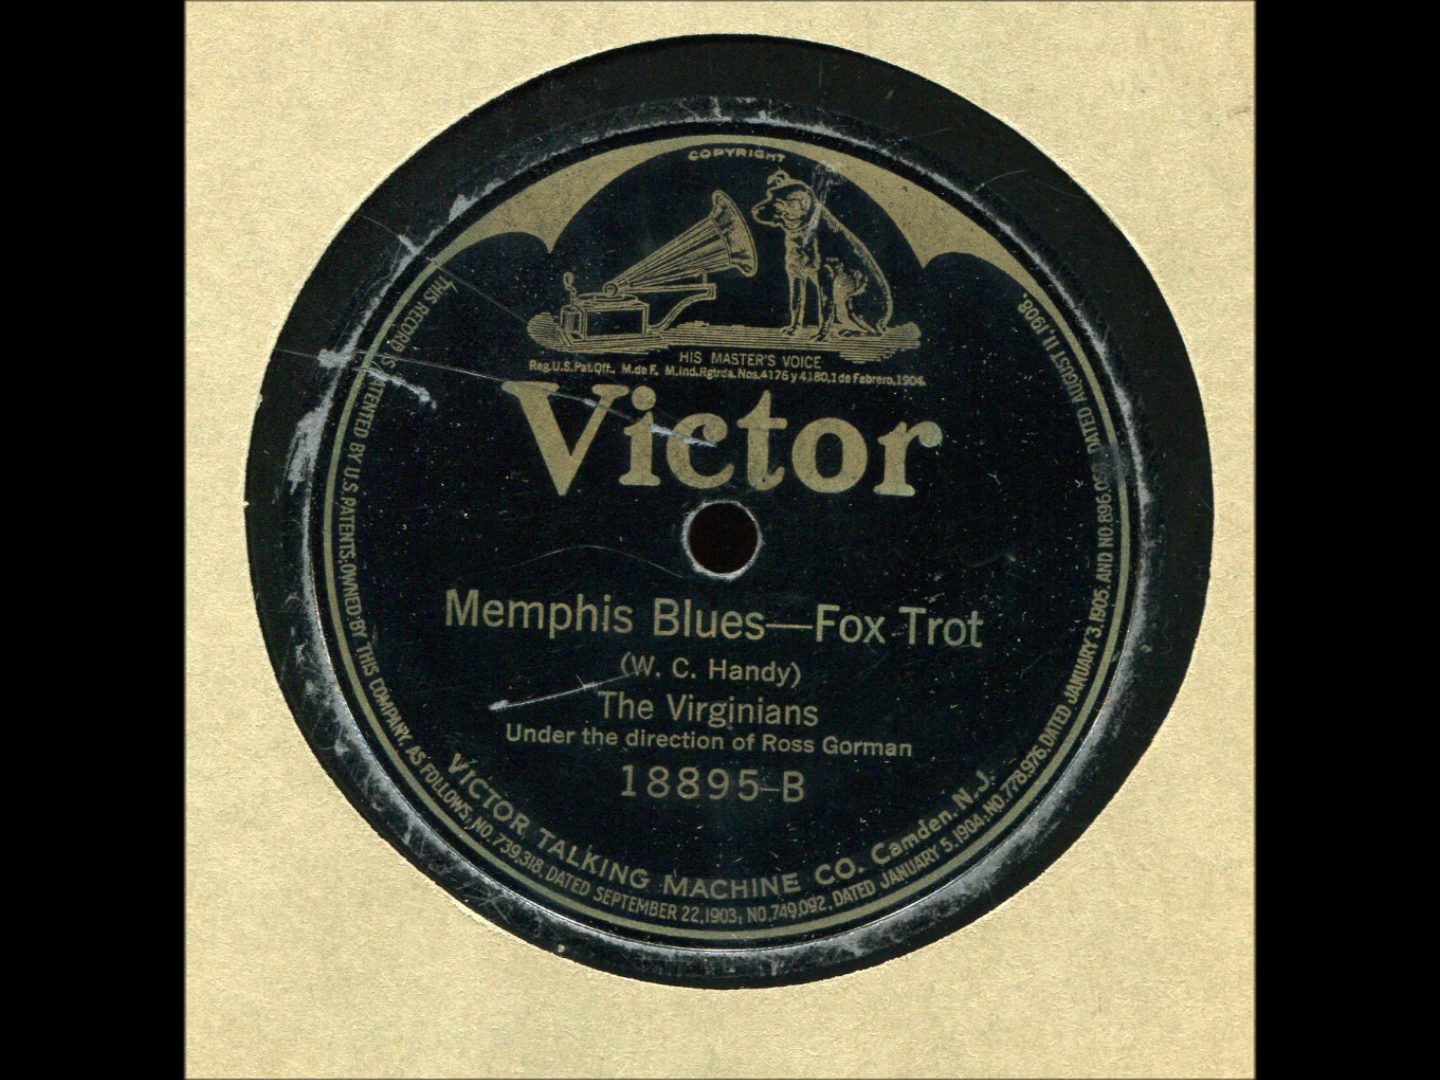 COPYRIGHT
HIS MASTER'S VOICE
Reg.U.S.Pat.Off. M.de F. M.Ind.Rgtrda.Nos.4176 y 4180,1 de Febrero,1904.
Victor
Memphis Blues—Fox Trot
(W. C. Handy)
The Virginians
Under the direction of Ross Gorman
18895-B
VICTOR TALKING MACHINE CO. Camden, N.J.
THIS RECORD IS PATENTED BY U.S. PATENTS, OWNED BY THIS COMPANY, AS FOLLOWS: NO. 739,318, DATED SEPTEMBER 22,1903; NO.749,092, DATED JANUARY 5,1904; NO.778,976, DATED JANUARY 3,1905, AND NO.896,0 DATED AUGUST 11,1908.